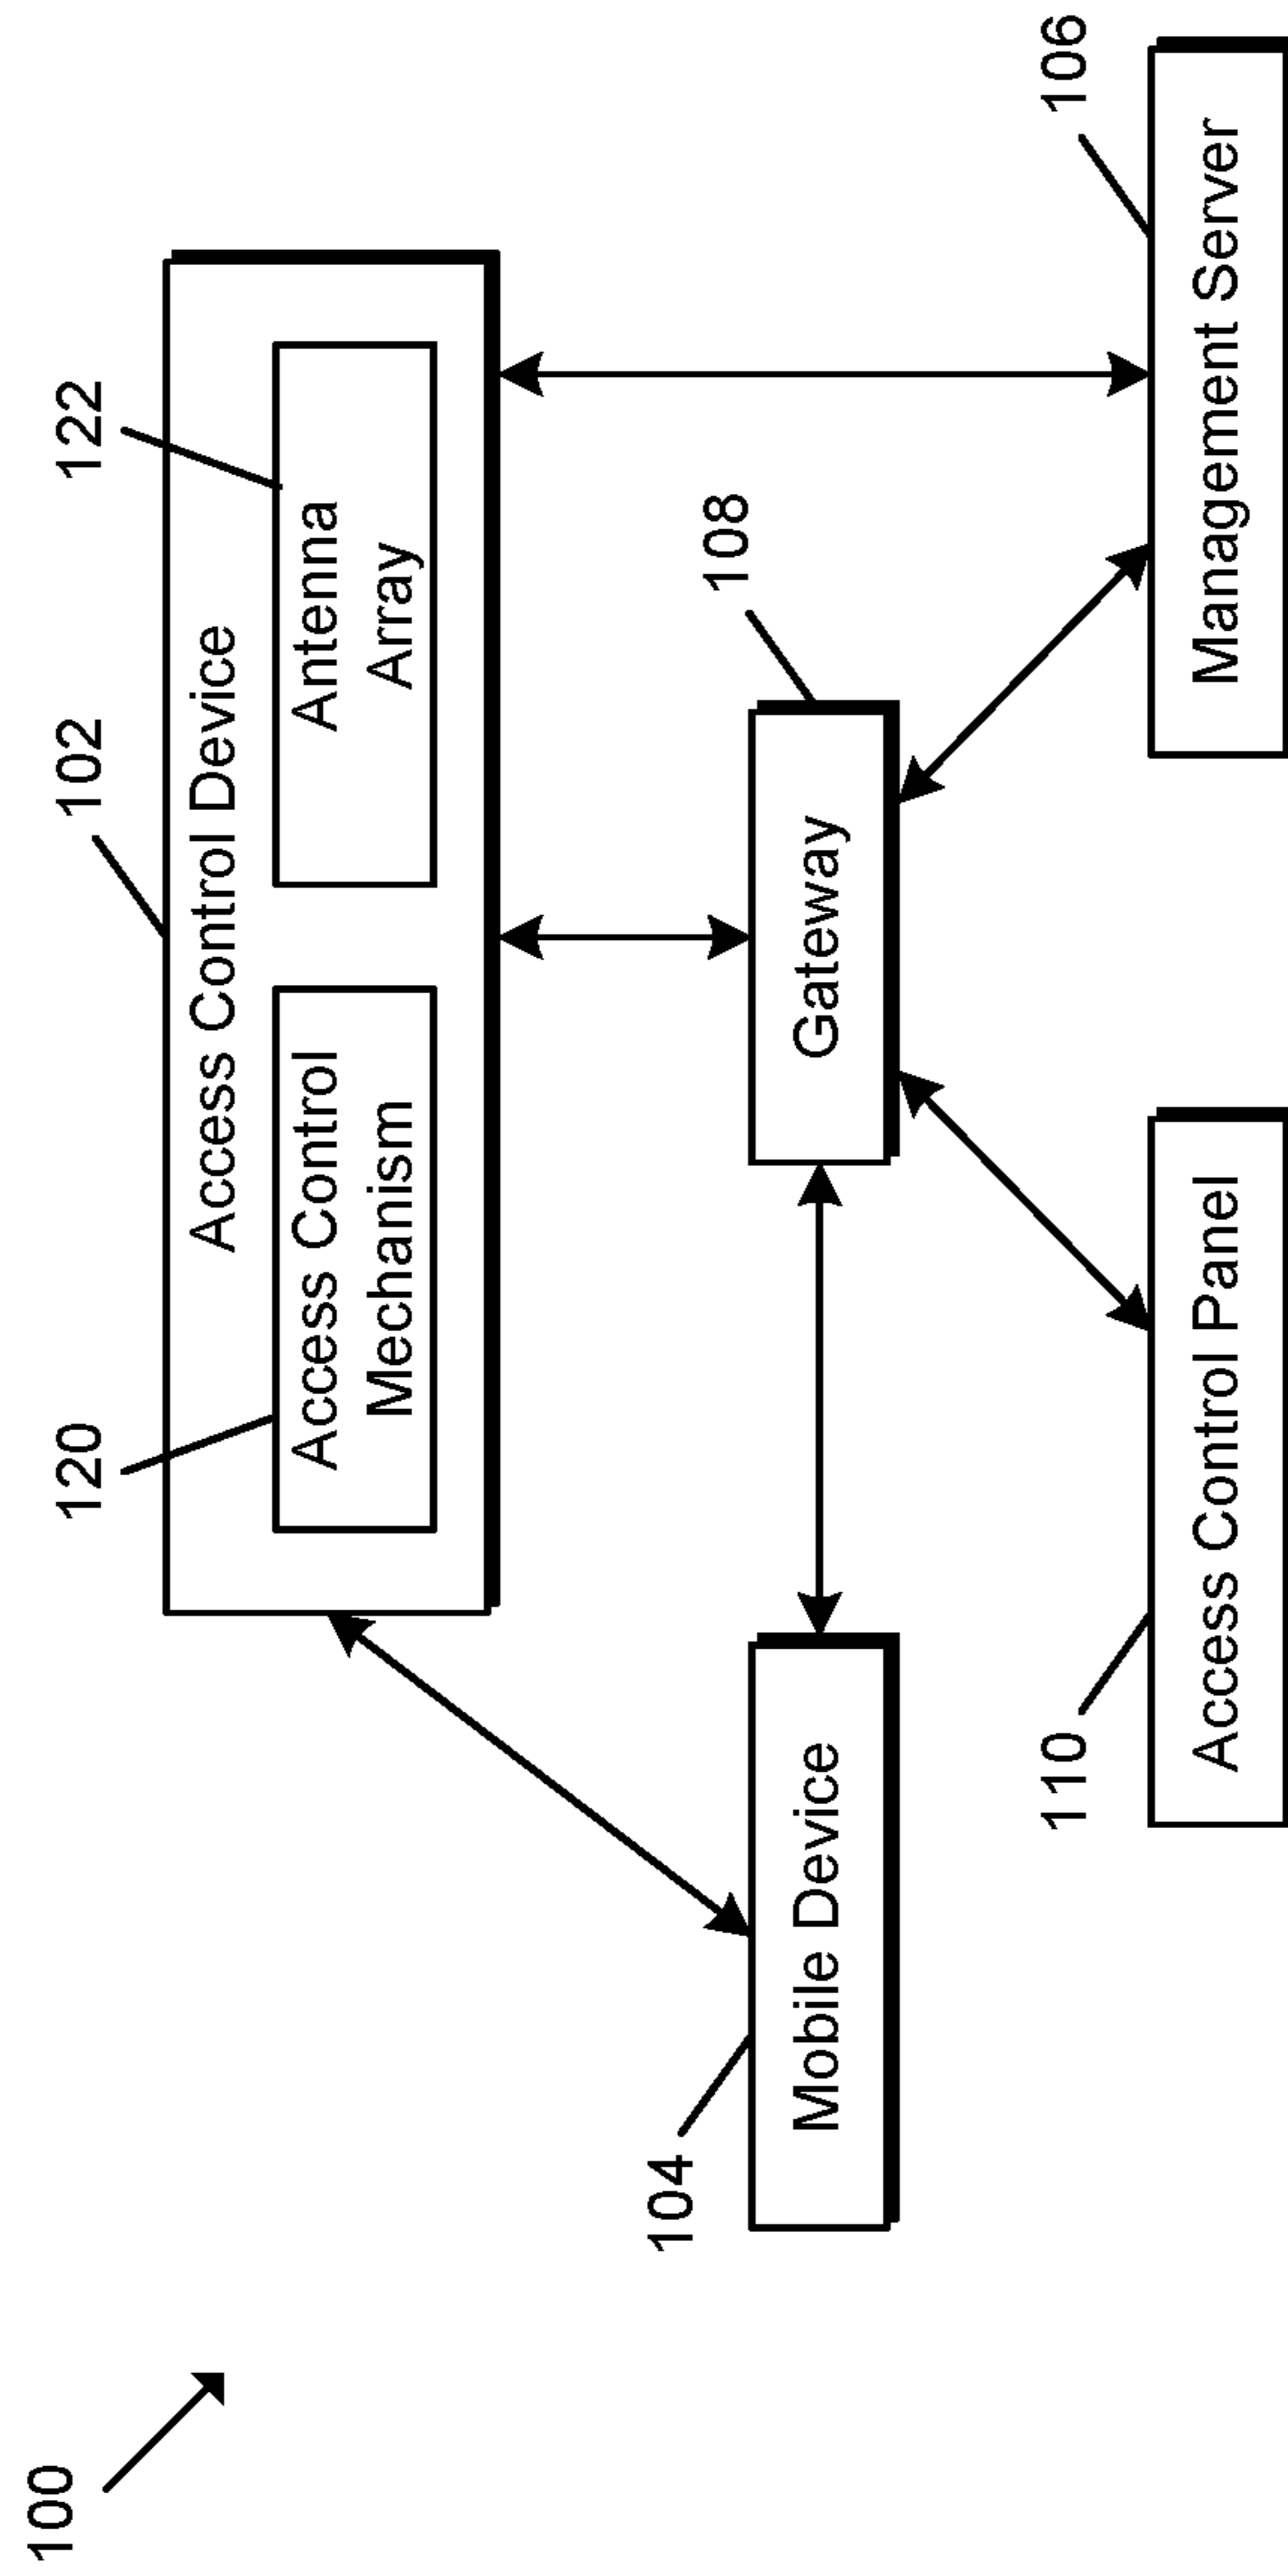 100
102
120
122
Access Control Device
Access Control
Mechanism
Antenna
Array
104
108
Mobile Device
Gateway
110
106
Access Control Panel
Management Server